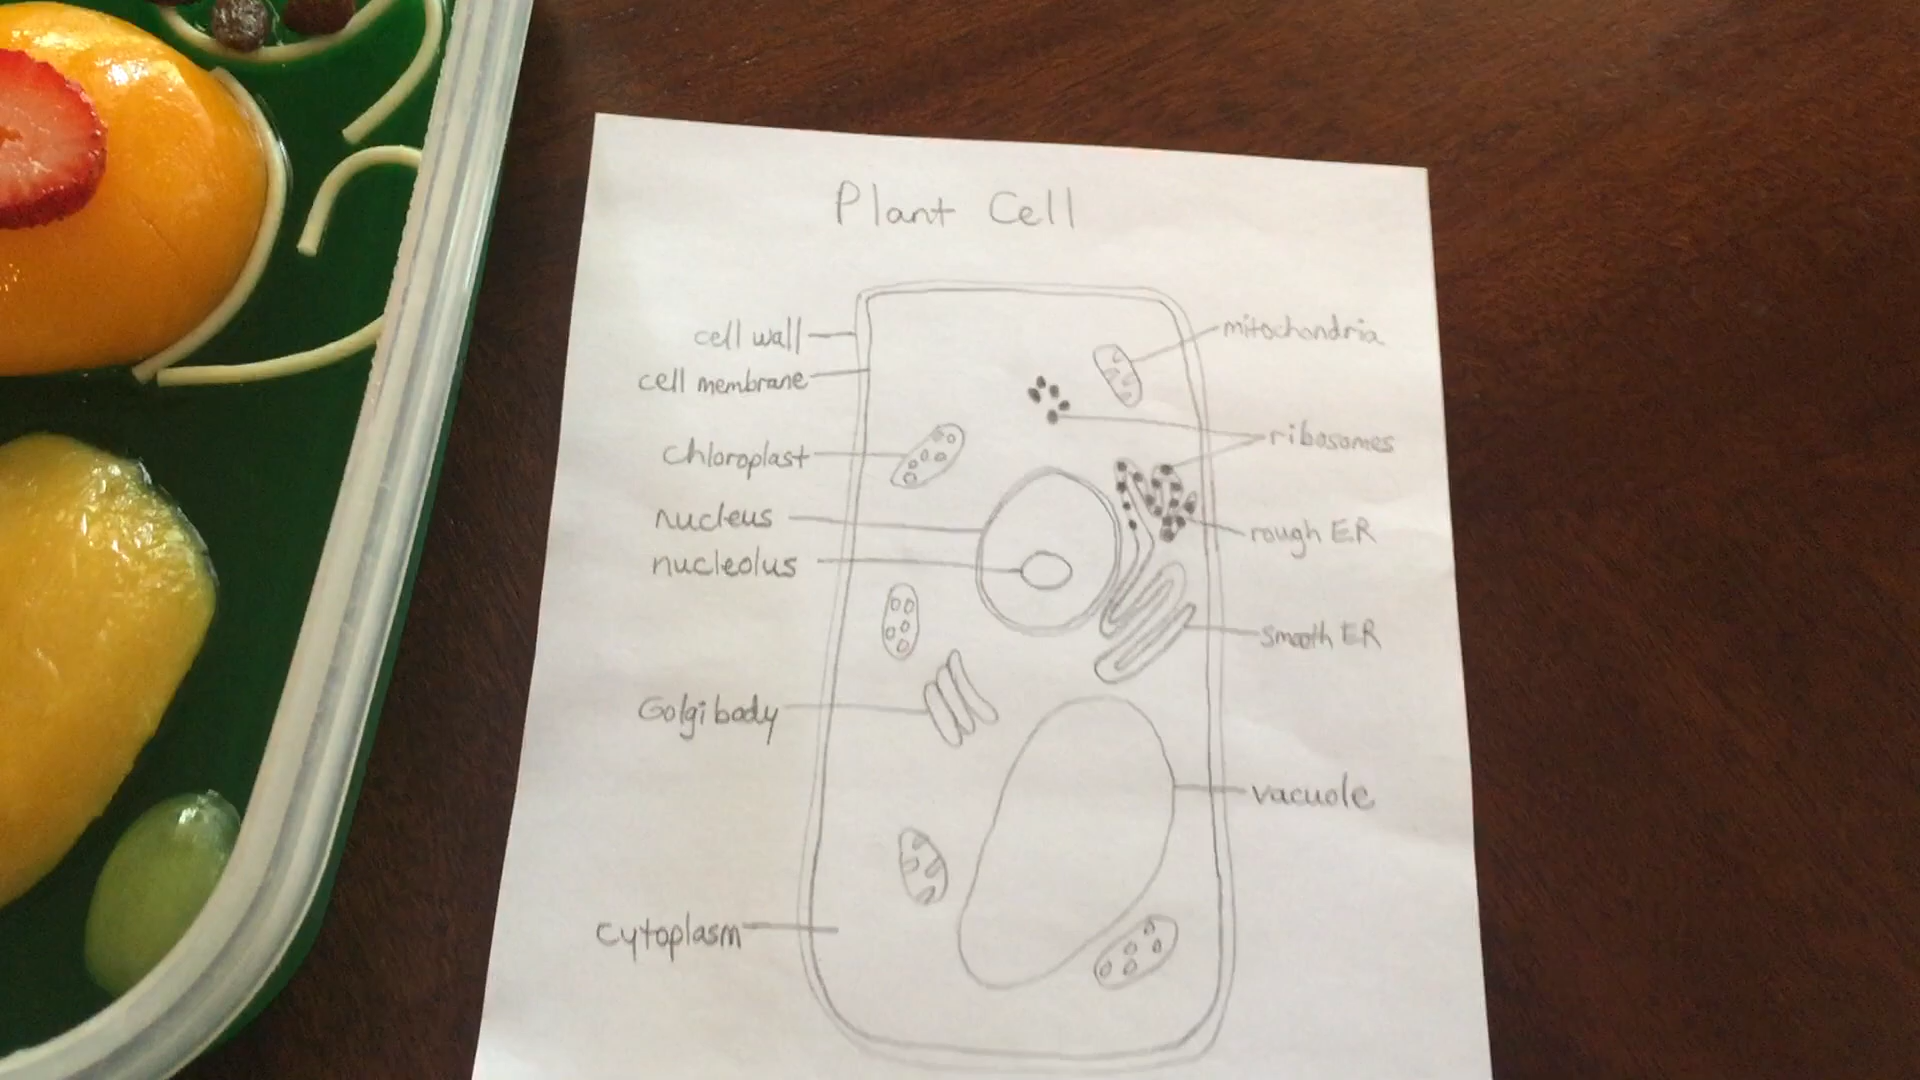 Plant Cell
cell wall
cell membrane
chloroplast
nucleus
nucleolus
Golgi body
cytoplasm
mitochondria
ribosomes
rough ER
smooth ER
vacuole